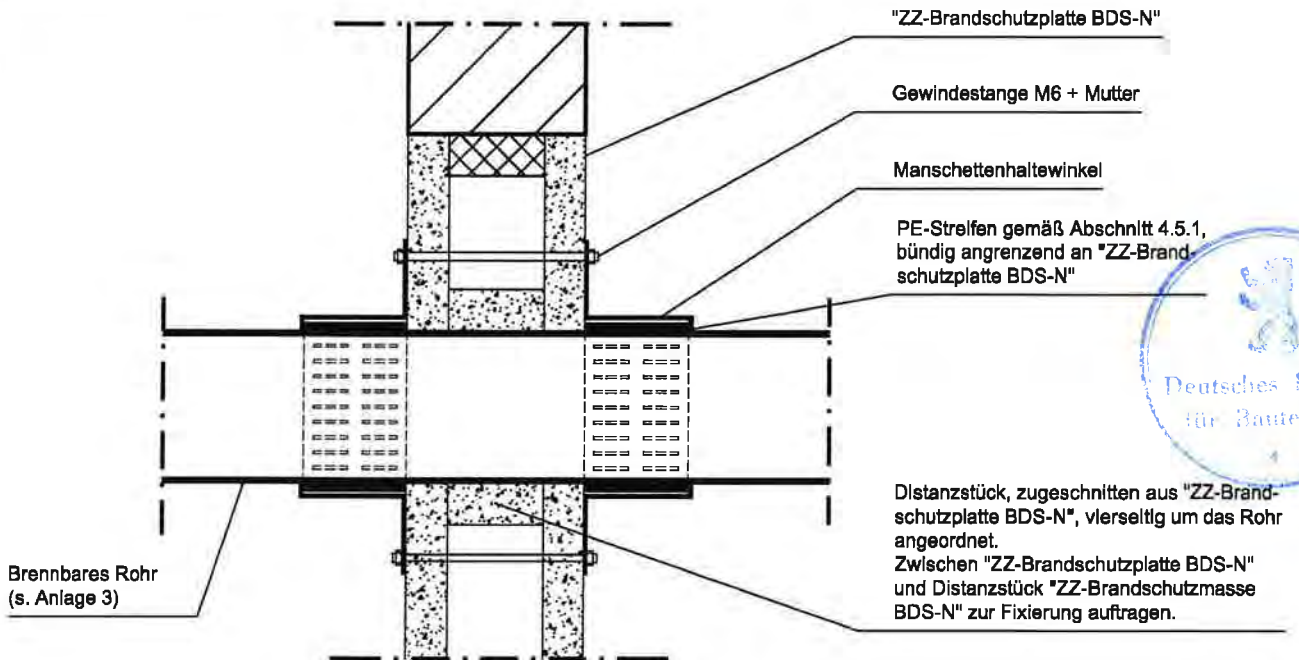 "ZZ-Brandschutzplatte BDS-N"
Gewindestange M6 + Mutter
Manschettenhaltewinkel
PE-Streifen gemäß Abschnitt 4.5.1,
bündig angrenzend an "ZZ-Brand-
schutzplatte BDS-N"
Deutsches
für Baute
Distanzstück, zugeschnitten aus "ZZ-Brand-
schutzplatte BDS-N", vierseitig um das Rohr
angeordnet.
Zwischen "ZZ-Brandschutzplatte BDS-N"
und Distanzstück "ZZ-Brandschutzmasse
BDS-N" zur Fixierung auftragen.
Brennbares Rohr
(s. Anlage 3)